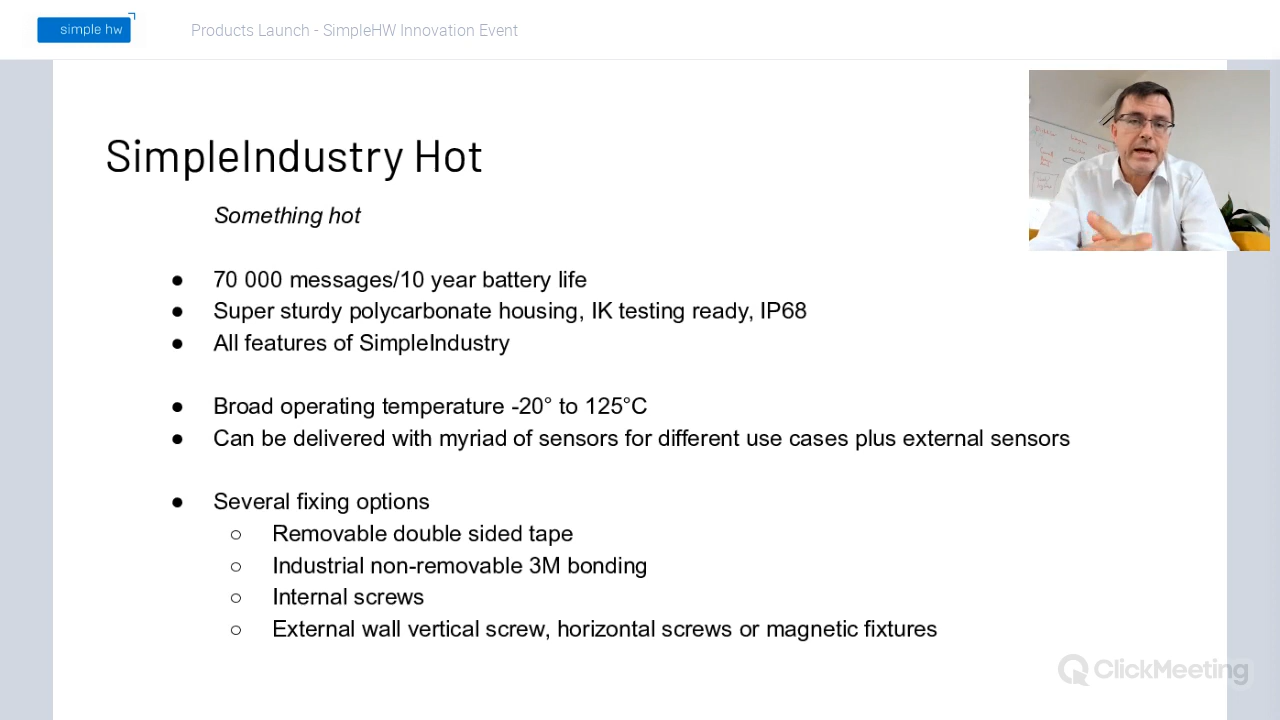 simple hw
Products Launch - SimpleHW Innovation Event
SimpleIndustry Hot
Something hot
● 70 000 messages/10 year battery life
● Super sturdy polycarbonate housing, IK testing ready, IP68
● All features of SimpleIndustry
● Broad operating temperature -20° to 125°C
● Can be delivered with myriad of sensors for different use cases plus external sensors
● Several fixing options
○ Removable double sided tape
○ Industrial non-removable 3M bonding
○ Internal screws
○ External wall vertical screw, horizontal screws or magnetic fixtures
ClickMeeting